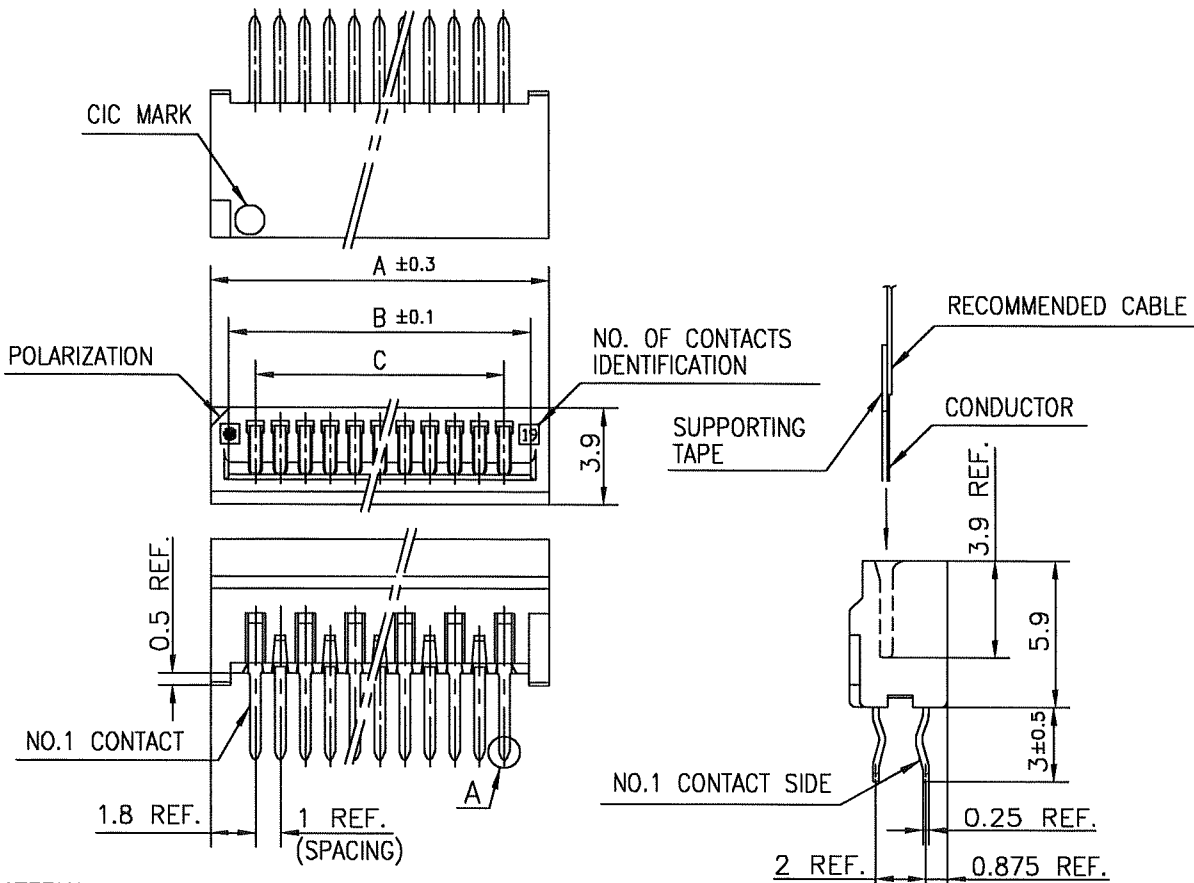 CIC MARK
A ±0.3
B ±0.1
C
POLARIZATION
NO. OF CONTACTS
IDENTIFICATION
19
3.9
RECOMMENDED CABLE
SUPPORTING
TAPE
CONDUCTOR
3.9 REF.
5.9
3±0.5
0.5 REF.
NO.1 CONTACT
A
1.8 REF.
1 REF.
(SPACING)
NO.1 CONTACT SIDE
0.25 REF.
2 REF.
0.875 REF.